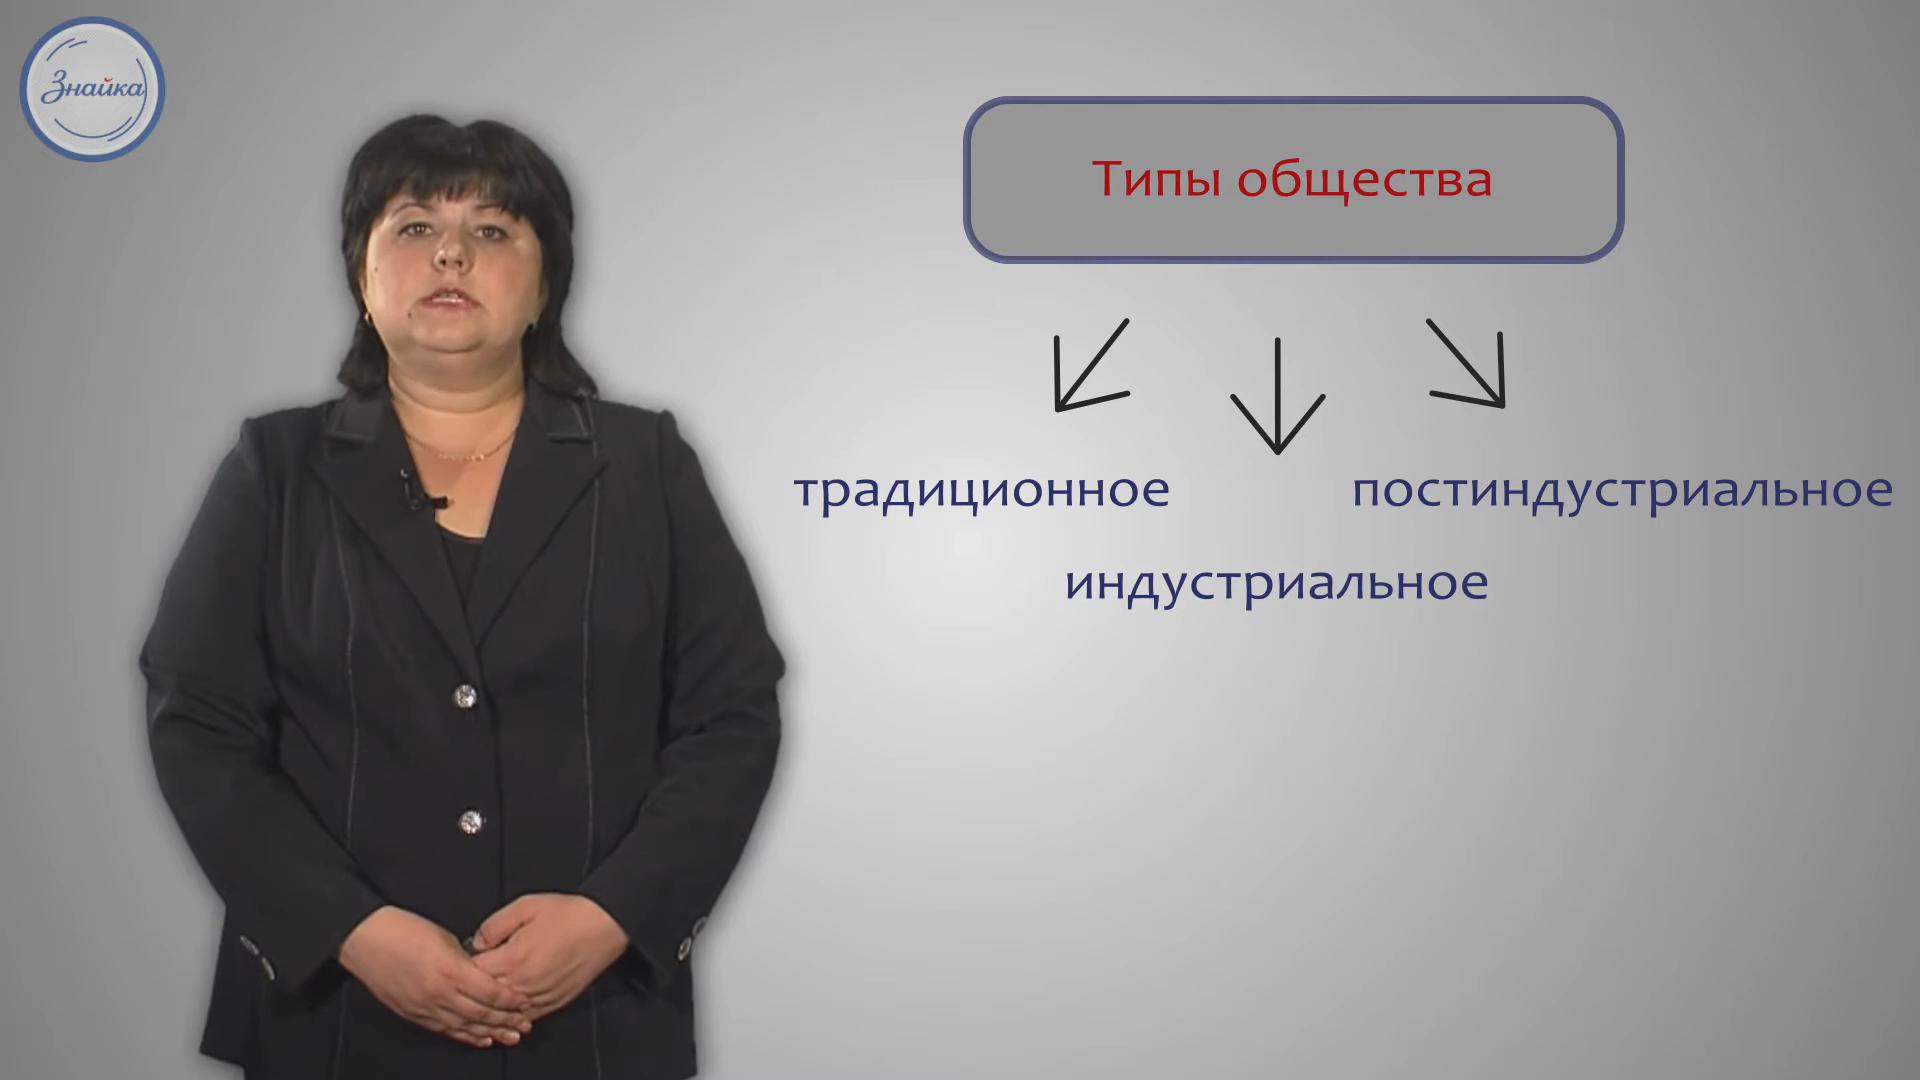 Знайка
Типы общества
традиционное
постиндустриальное
индустриальное